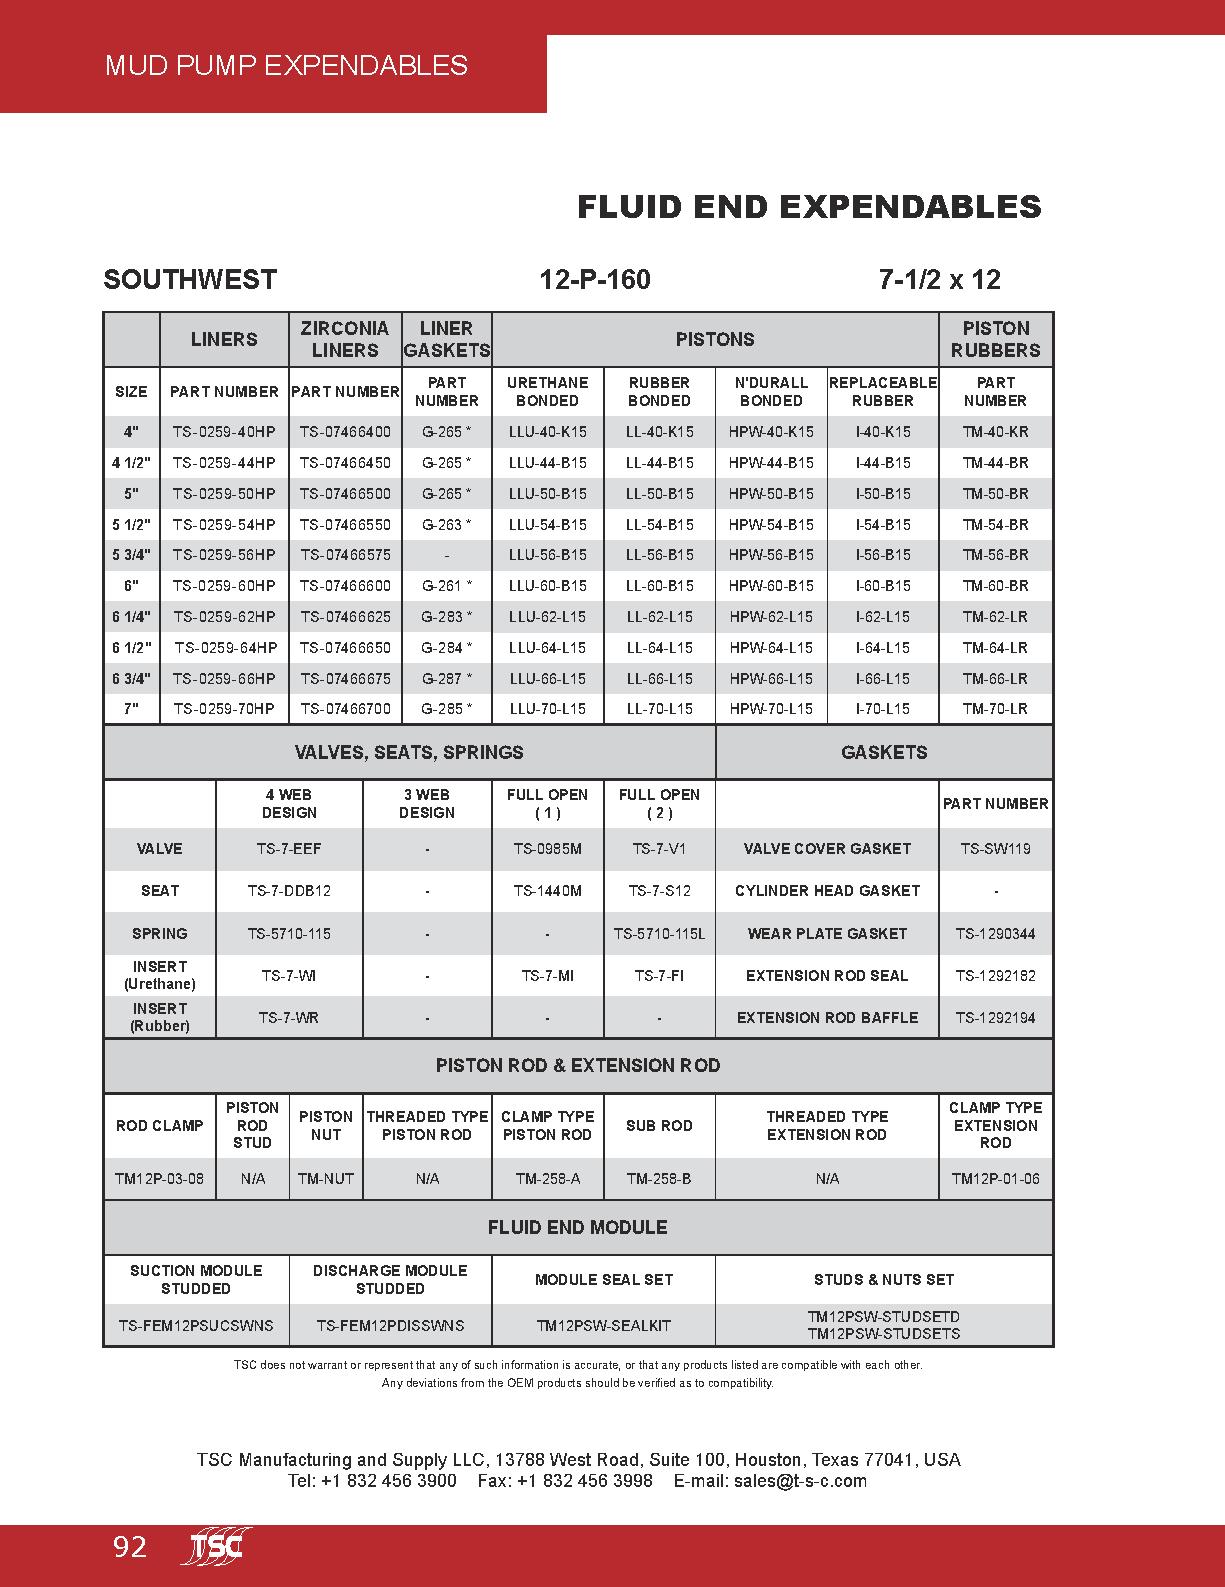 MUD PUMP EXPENDABLES
FLUID END EXPENDABLES
SOUTHWEST 12-P-160 7-1/2 x 12
LINERS ZIRCONIA LINERS LINER GASKETS PISTONS PISTON RUBBERS
SIZE PART NUMBER PART NUMBER PART NUMBER URETHANE BONDED RUBBER BONDED N'DURALL BONDED REPLACEABLE RUBBER PART NUMBER
4" TS-0259-40HP TS-07466400 G-265 * LLU-40-K15 LL-40-K15 HPW-40-K15 I-40-K15 TM-40-KR
4 1/2" TS-0259-44HP TS-07466450 G-265 * LLU-44-B15 LL-44-B15 HPW-44-B15 I-44-B15 TM-44-BR
5" TS-0259-50HP TS-07466500 G-265 * LLU-50-B15 LL-50-B15 HPW-50-B15 I-50-B15 TM-50-BR
5 1/2" TS-0259-54HP TS-07466550 G-263 * LLU-54-B15 LL-54-B15 HPW-54-B15 I-54-B15 TM-54-BR
5 3/4" TS-0259-56HP TS-07466575 - LLU-56-B15 LL-56-B15 HPW-56-B15 I-56-B15 TM-56-BR
6" TS-0259-60HP TS-07466600 G-261 * LLU-60-B15 LL-60-B15 HPW-60-B15 I-60-B15 TM-60-BR
6 1/4" TS-0259-62HP TS-07466625 G-283 * LLU-62-L15 LL-62-L15 HPW-62-L15 I-62-L15 TM-62-LR
6 1/2" TS-0259-64HP TS-07466650 G-284 * LLU-64-L15 LL-64-L15 HPW-64-L15 I-64-L15 TM-64-LR
6 3/4" TS-0259-66HP TS-07466675 G-287 * LLU-66-L15 LL-66-L15 HPW-66-L15 I-66-L15 TM-66-LR
7" TS-0259-70HP TS-07466700 G-285 * LLU-70-L15 LL-70-L15 HPW-70-L15 I-70-L15 TM-70-LR
VALVES, SEATS, SPRINGS GASKETS
4 WEB DESIGN 3 WEB DESIGN FULL OPEN ( 1 ) FULL OPEN ( 2 ) PART NUMBER
VALVE TS-7-EEF - TS-0985M TS-7-V1 VALVE COVER GASKET TS-SW119
SEAT TS-7-DDB12 - TS-1440M TS-7-S12 CYLINDER HEAD GASKET -
SPRING TS-5710-115 - - TS-5710-115L WEAR PLATE GASKET TS-1290344
INSERT (Urethane) TS-7-WI - TS-7-MI TS-7-FI EXTENSION ROD SEAL TS-1292182
INSERT (Rubber) TS-7-WR - - - EXTENSION ROD BAFFLE TS-1292194
PISTON ROD & EXTENSION ROD
ROD CLAMP PISTON ROD STUD PISTON NUT THREADED TYPE PISTON ROD CLAMP TYPE PISTON ROD SUB ROD THREADED TYPE EXTENSION ROD CLAMP TYPE EXTENSION ROD
TM12P-03-08 N/A TM-NUT N/A TM-258-A TM-258-B N/A TM12P-01-06
FLUID END MODULE
SUCTION MODULE STUDDED DISCHARGE MODULE STUDDED MODULE SEAL SET STUDS & NUTS SET
TS-FEM12PSUCSWNS TS-FEM12PDISSWNS TM12PSW-SEALKIT TM12PSW-STUDSETD
TM12PSW-STUDSETS
TSC does not warrant or represent that any of such information is accurate, or that any products listed are compatible with each other.
Any deviations from the OEM products should be verified as to compatibility.
TSC Manufacturing and Supply LLC, 13788 West Road, Suite 100, Houston, Texas 77041, USA
Tel: +1 832 456 3900 Fax: +1 832 456 3998 E-mail: sales@t-s-c.com
92 TSC